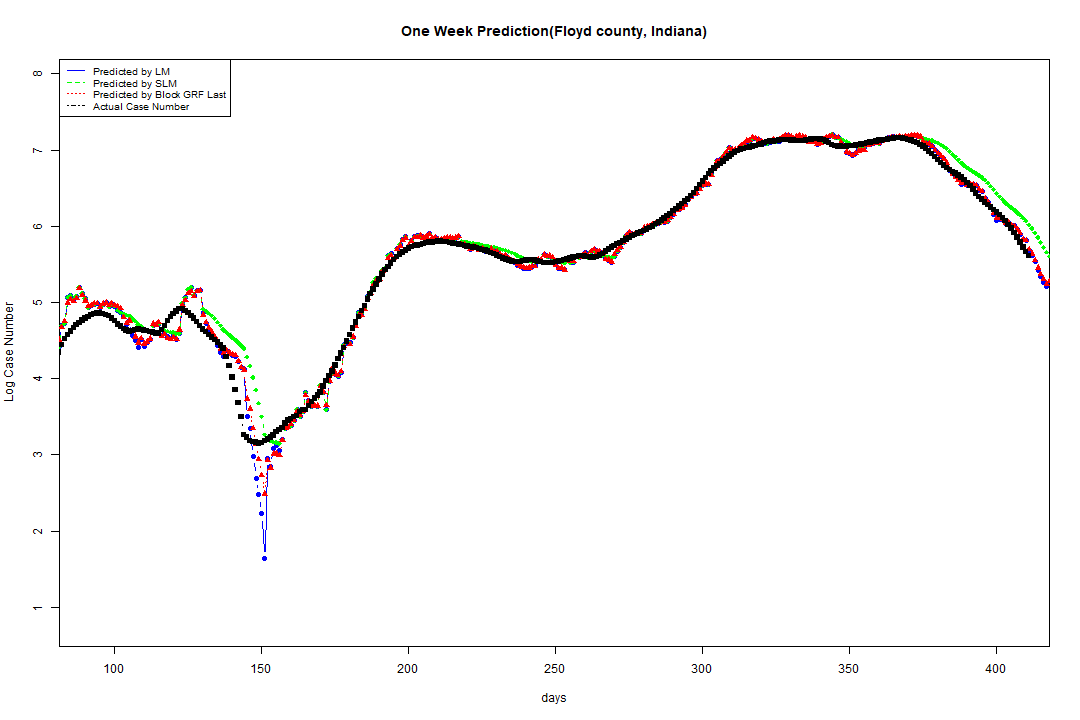 One Week Prediction(Floyd county, Indiana)
Predicted by LM
Predicted by SLM
Predicted by Block GRF Last
Actual Case Number
8
7
6
5
4
3
2
1
Log Case Number
100 150 200 250 300 350 400
days